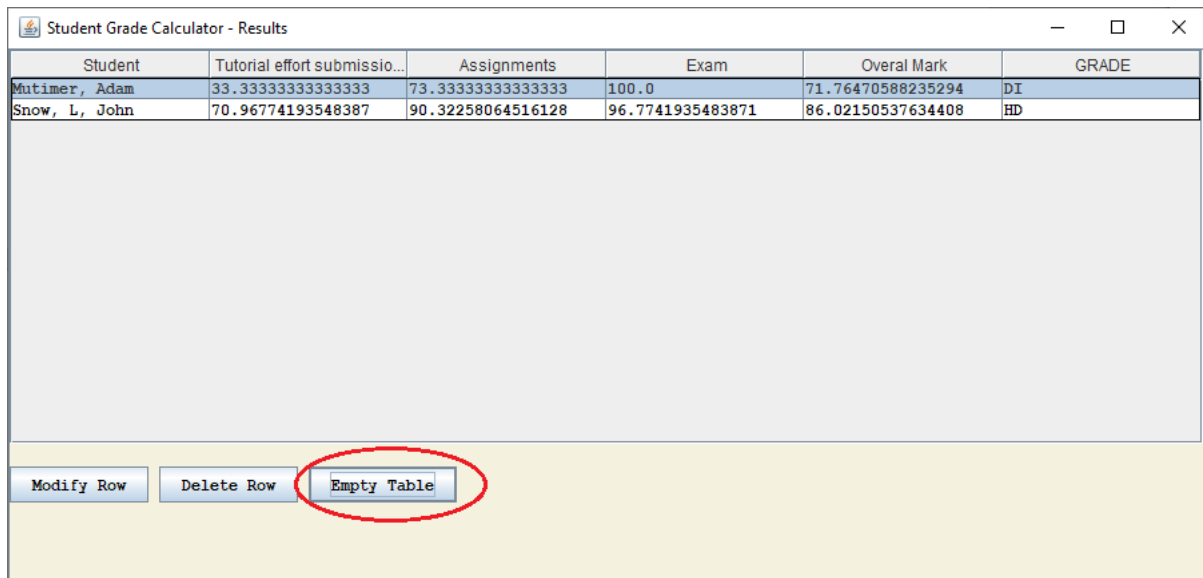 Student Grade Calculator - Results
Student Tutorial effort submissio... Assignments Exam Overal Mark GRADE
Mutimer, Adam 33.33333333333333 73.33333333333333 100.0 71.76470588235294 DI
Snow, L, John 70.96774193548387 90.32258064516128 96.7741935483871 86.02150537634408 HD
Modify Row Delete Row Empty Table